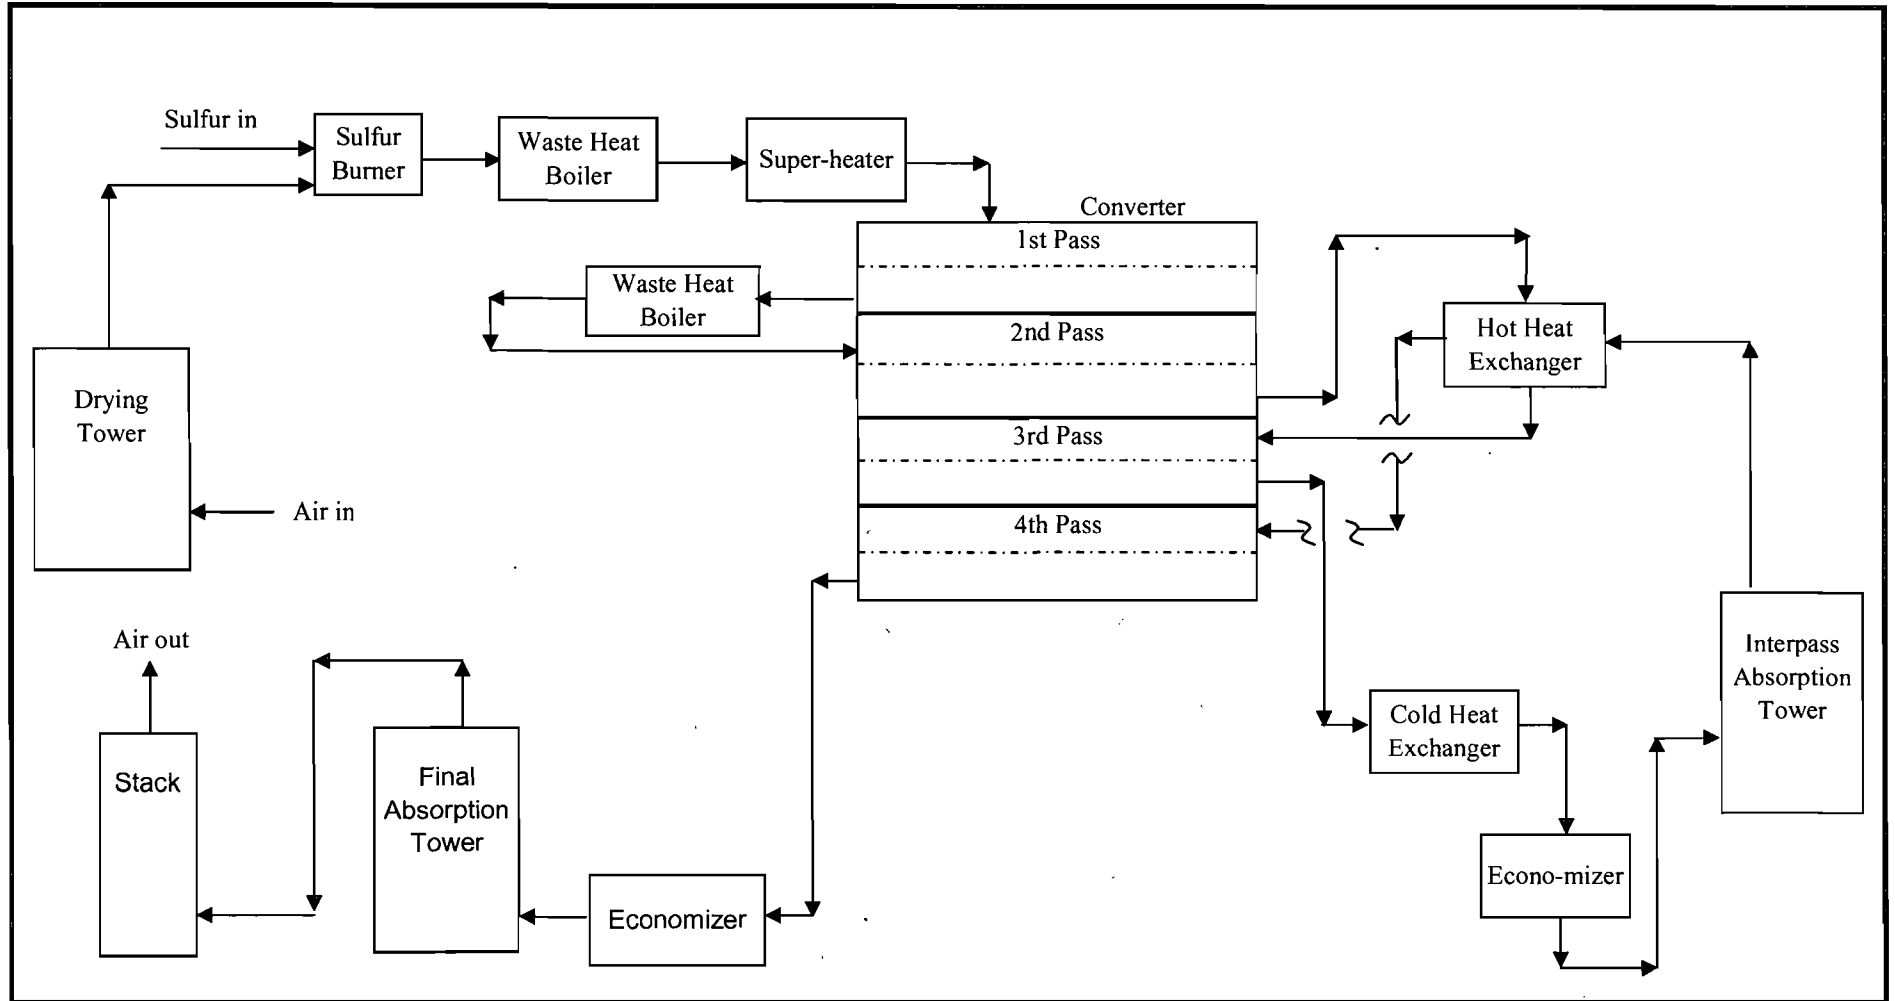 Sulfur in
Sulfur
Burner
Waste Heat
Boiler
Super-heater
Converter
1st Pass
Waste Heat
Boiler
2nd Pass
Hot Heat
Exchanger
Drying
Tower
3rd Pass
Air in
4th Pass
Air out
Interpass
Absorption
Tower
Cold Heat
Exchanger
Stack
Final
Absorption
Tower
Econo-mizer
Economizer